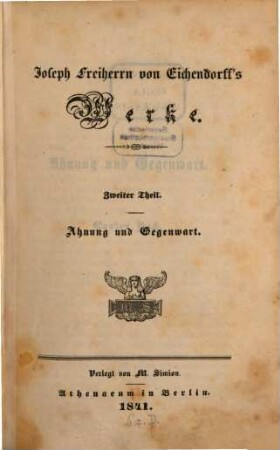 Joseph Freiherrn von Eichendorff's
Werke.
Zweiter Theil.
Ahnung und Gegenwart.
Verlegt von M. Simion.
Athenaeum in Berlin.
1841.